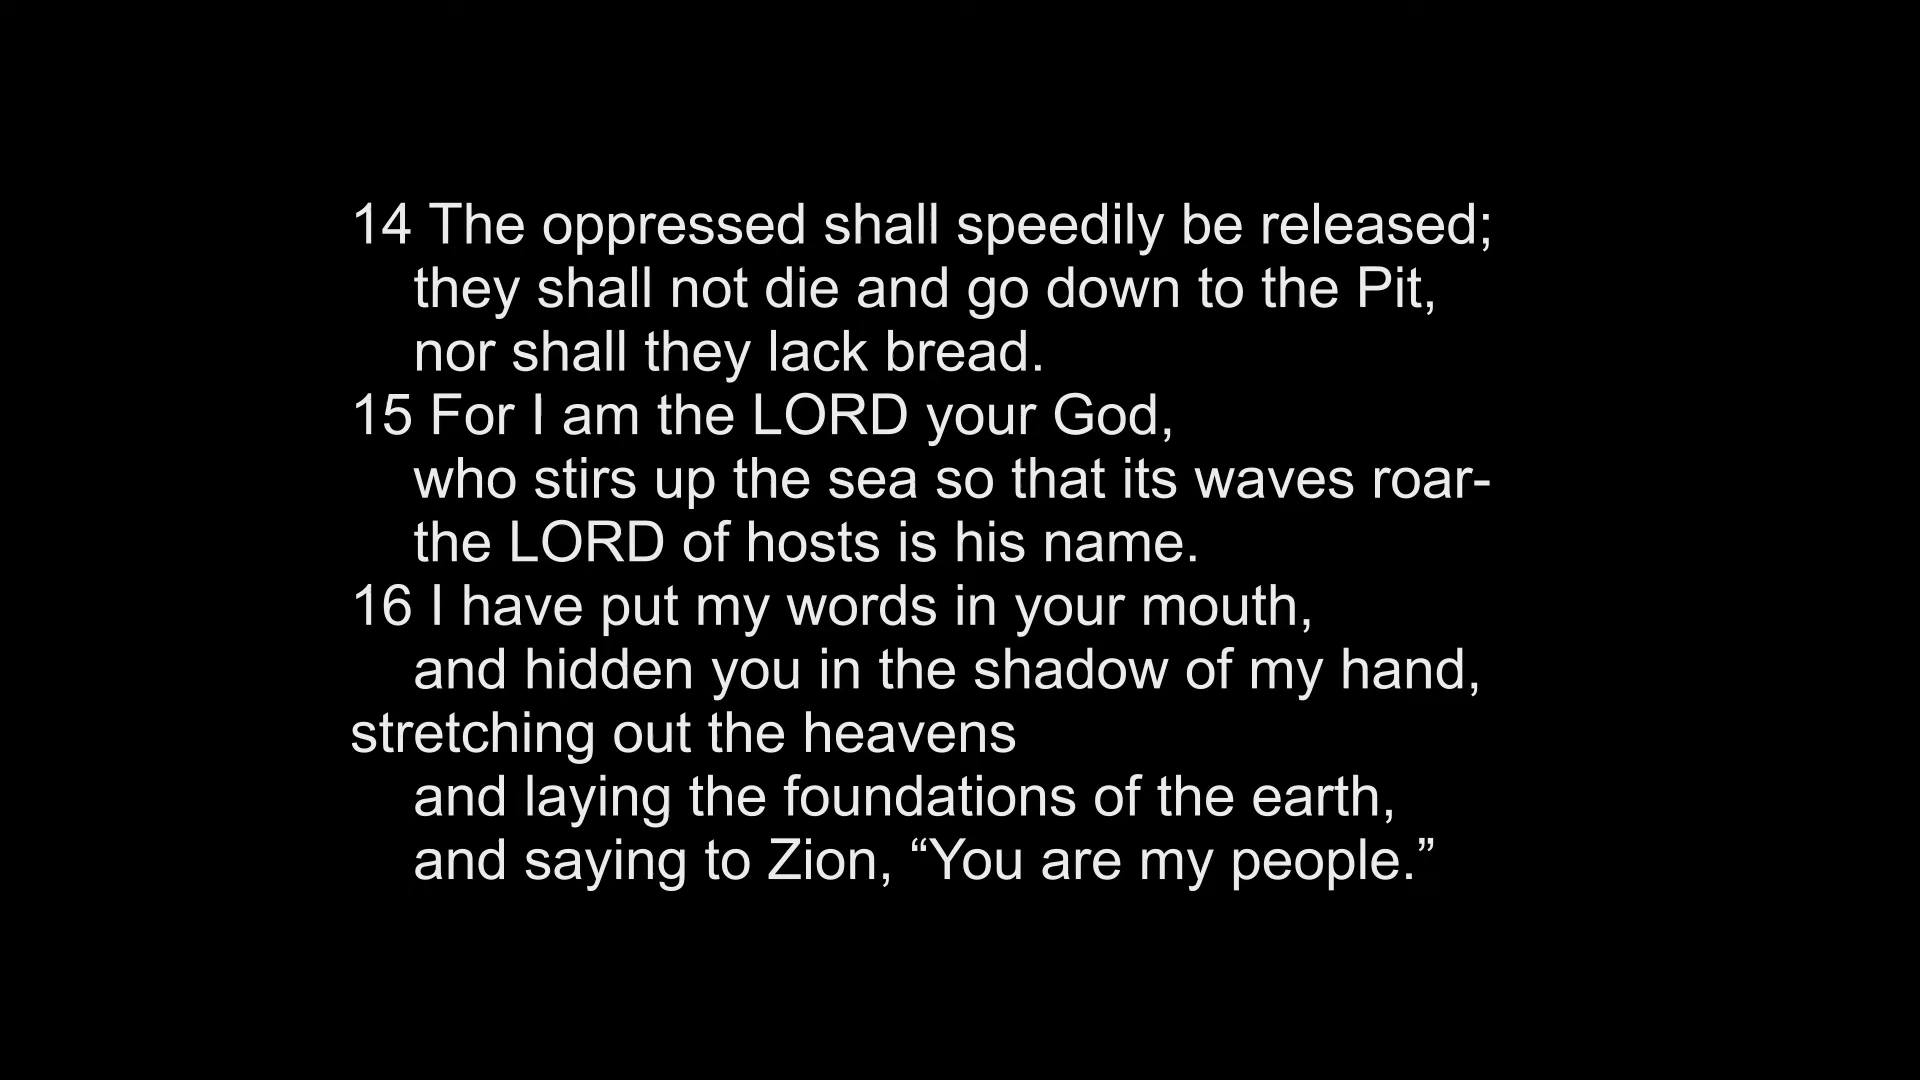 14 The oppressed shall speedily be released;
they shall not die and go down to the Pit,
nor shall they lack bread.
15 For I am the LORD your God,
who stirs up the sea so that its waves roar-
the LORD of hosts is his name.
16 I have put my words in your mouth,
and hidden you in the shadow of my hand,
stretching out the heavens
and laying the foundations of the earth,
and saying to Zion, “You are my people.”